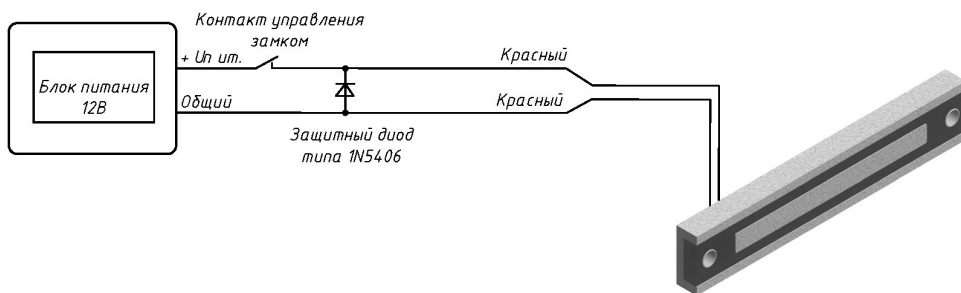 Контакт управления
замком
+ Uп ит.
Красный
Блок питания
12В
Общий
Красный
Защитный диод
типа 1N5406